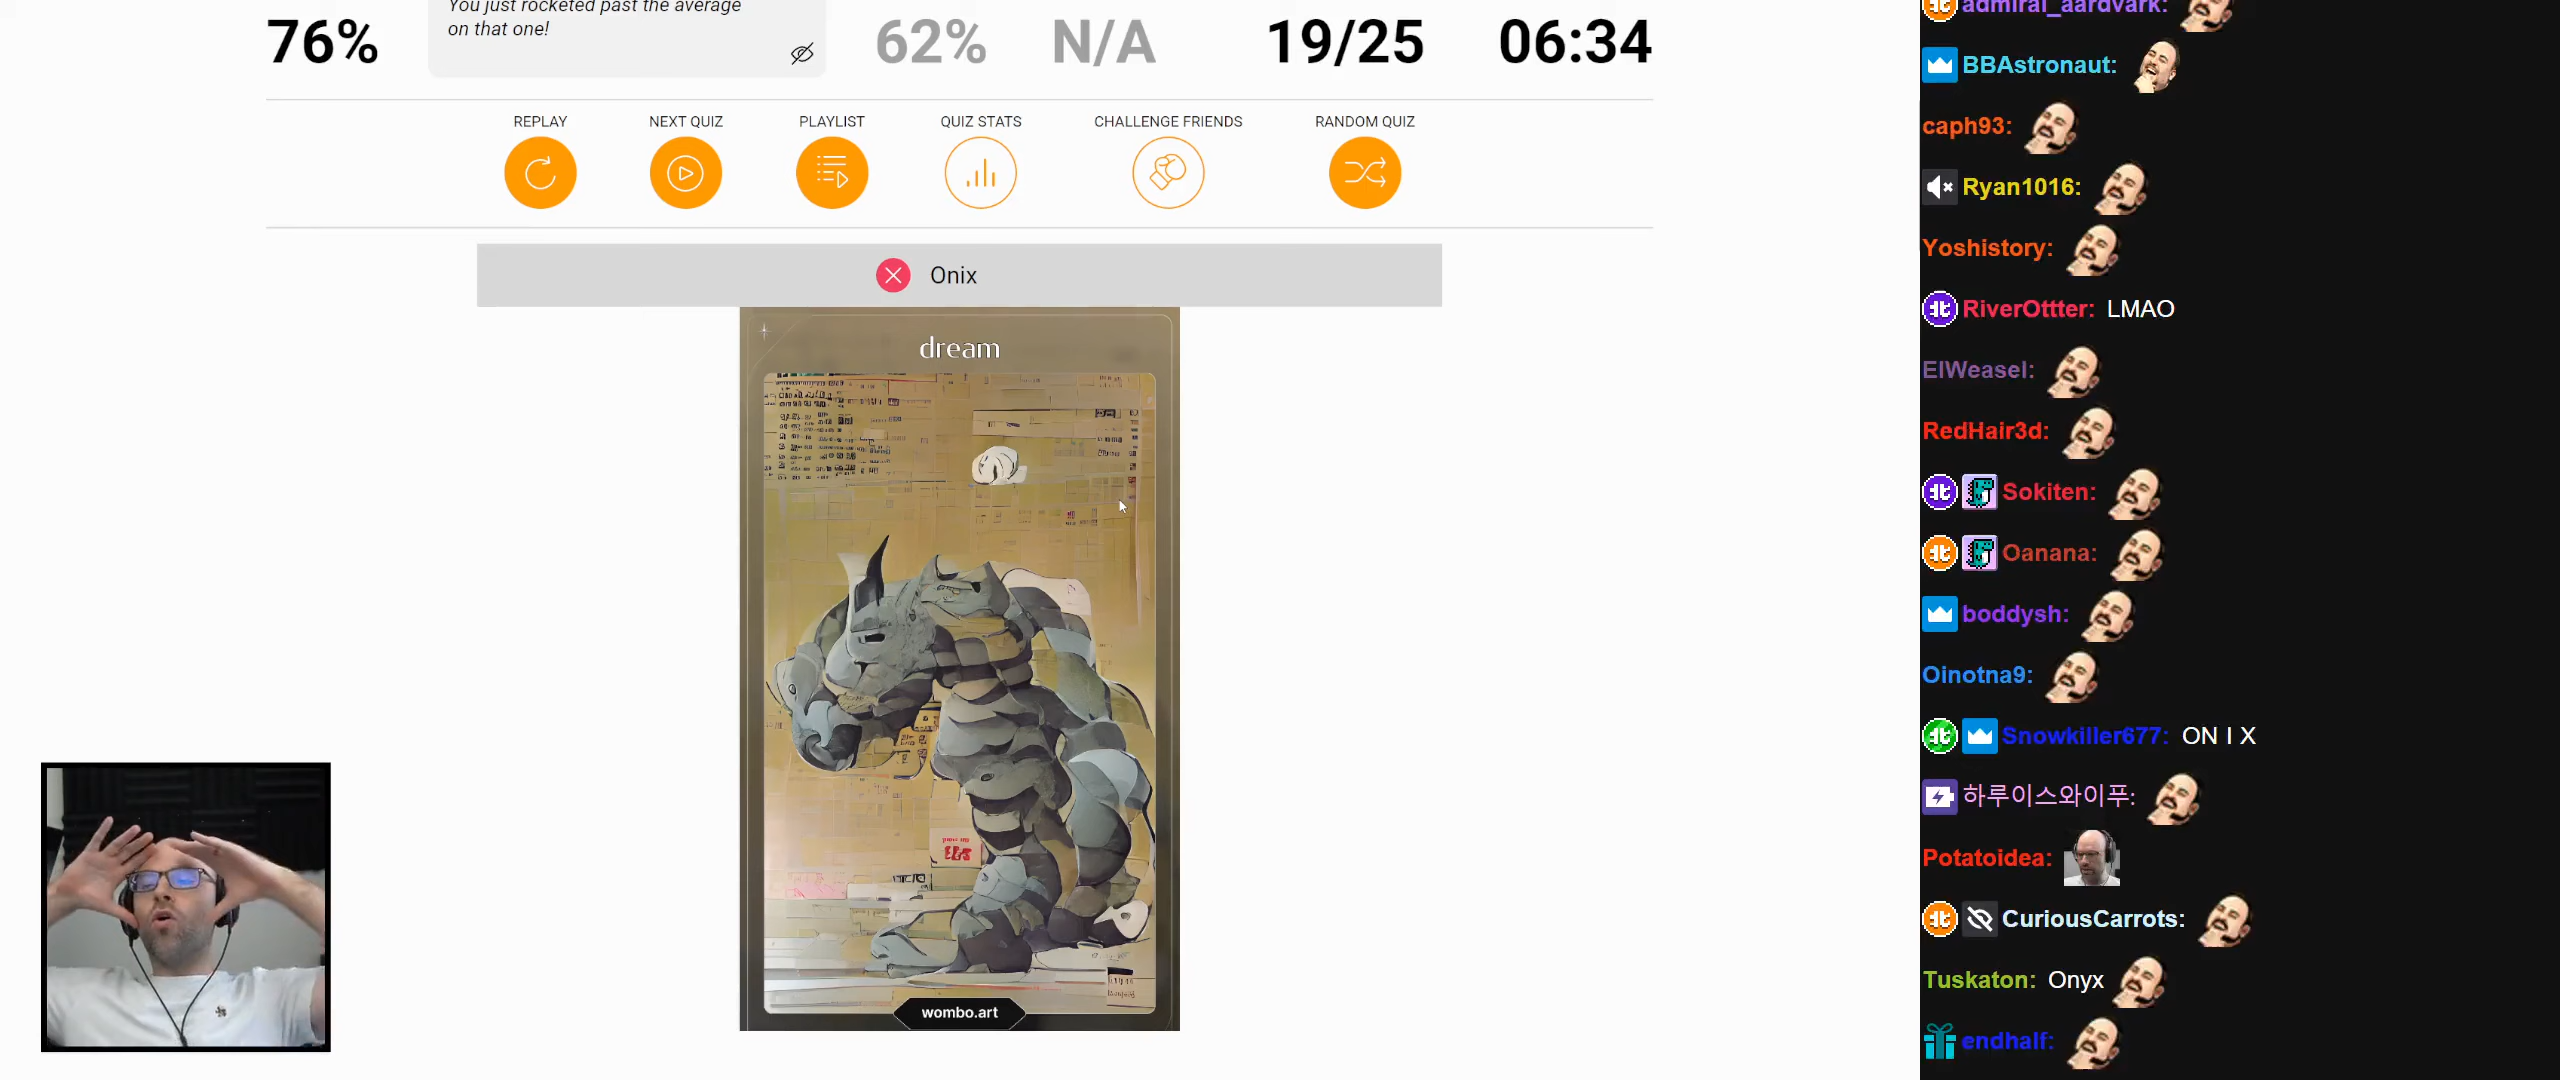 You just rocketed past the average
on that one!
76%
62%
N/A
19/25
06:34
REPLAY
NEXT QUIZ
PLAYLIST
QUIZ STATS
CHALLENGE FRIENDS
RANDOM QUIZ
Onix
dream
wombo.art
admiral_aardvark:
BBAstronaut:
caph93:
Ryan1016:
Yoshistory:
RiverOttter: LMAO
ElWeasel:
RedHair3d:
Sokiten:
Oanana:
boddysh:
Oinotna9:
Snowkiller677: ON I X
하루이스와이푸:
Potatoidea:
CuriousCarrots:
Tuskaton: Onyx
endhalf: